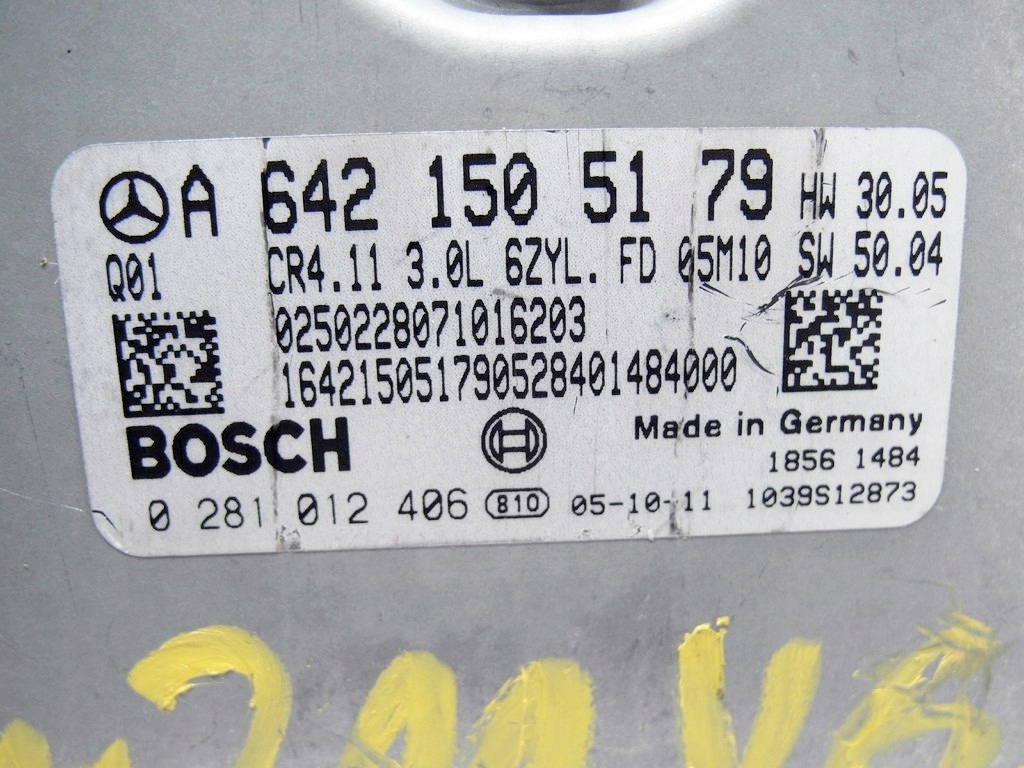 A 642 150 51 79 HW 30.05
Q01 CR4.11 3.0L 6ZYL. FD 05M10 SW 50.04
0250228071016203
164215051790528401484000
BOSCH Made in Germany
1856 1484
0 281 012 406 810 05-10-11 1039S12873